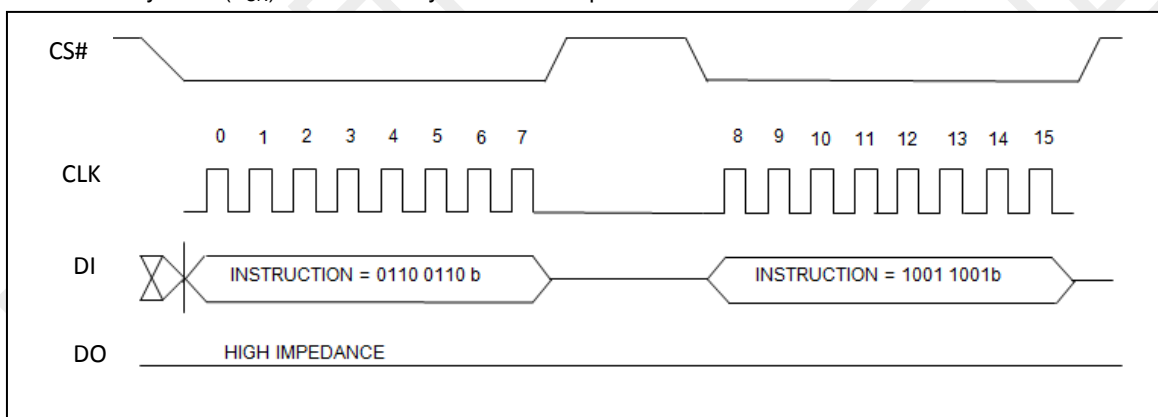 CS#
0 1 2 3 4 5 6 7 8 9 10 11 12 13 14 15
CLK
DI INSTRUCTION = 0110 0110 b INSTRUCTION = 1001 1001b
DO HIGH IMPEDANCE